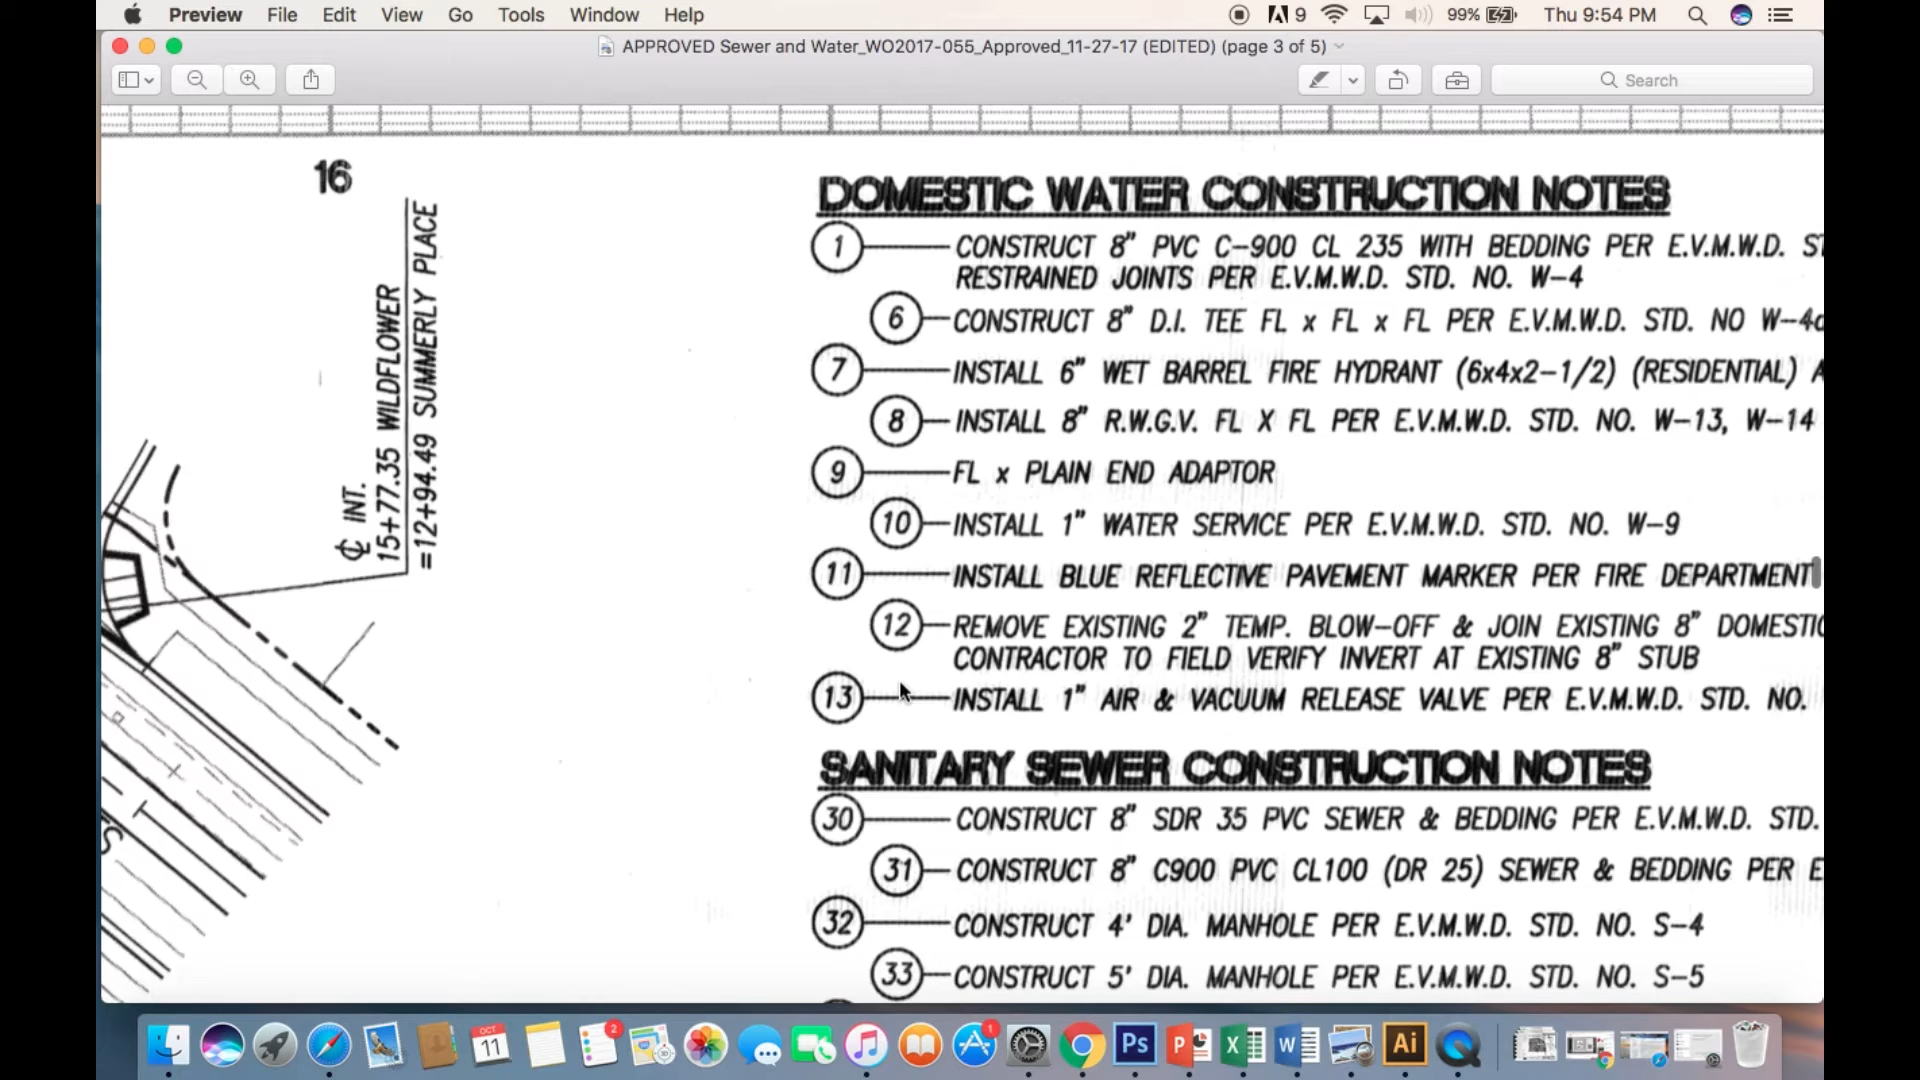 Preview File Edit View Go Tools Window Help
9 99% Thu 9:54 PM
APPROVED Sewer and Water_WO2017-055_Approved_11-27-17 (EDITED) (page 3 of 5)
Search
16
℄ INT.
15+77.35 WILDFLOWER
=12+94.49 SUMMERLY PLACE
DOMESTIC WATER CONSTRUCTION NOTES
1 CONSTRUCT 8" PVC C-900 CL 235 WITH BEDDING PER E.V.M.W.D. ST
RESTRAINED JOINTS PER E.V.M.W.D. STD. NO. W-4
6 CONSTRUCT 8" D.I. TEE FL x FL x FL PER E.V.M.W.D. STD. NO W-4
7 INSTALL 6" WET BARREL FIRE HYDRANT (6x4x2-1/2) (RESIDENTIAL) A
8 INSTALL 8" R.W.G.V. FL X FL PER E.V.M.W.D. STD. NO. W-13, W-14
9 FL x PLAIN END ADAPTOR
10 INSTALL 1" WATER SERVICE PER E.V.M.W.D. STD. NO. W-9
11 INSTALL BLUE REFLECTIVE PAVEMENT MARKER PER FIRE DEPARTMENT
12 REMOVE EXISTING 2" TEMP. BLOW-OFF & JOIN EXISTING 8" DOMESTIC
CONTRACTOR TO FIELD VERIFY INVERT AT EXISTING 8" STUB
13 INSTALL 1" AIR & VACUUM RELEASE VALVE PER E.V.M.W.D. STD. NO.
SANITARY SEWER CONSTRUCTION NOTES
30 CONSTRUCT 8" SDR 35 PVC SEWER & BEDDING PER E.V.M.W.D. STD.
31 CONSTRUCT 8" C900 PVC CL100 (DR 25) SEWER & BEDDING PER E
32 CONSTRUCT 4' DIA. MANHOLE PER E.V.M.W.D. STD. NO. S-4
33 CONSTRUCT 5' DIA. MANHOLE PER E.V.M.W.D. STD. NO. S-5
OCT
11
2
1
Ps
Ai